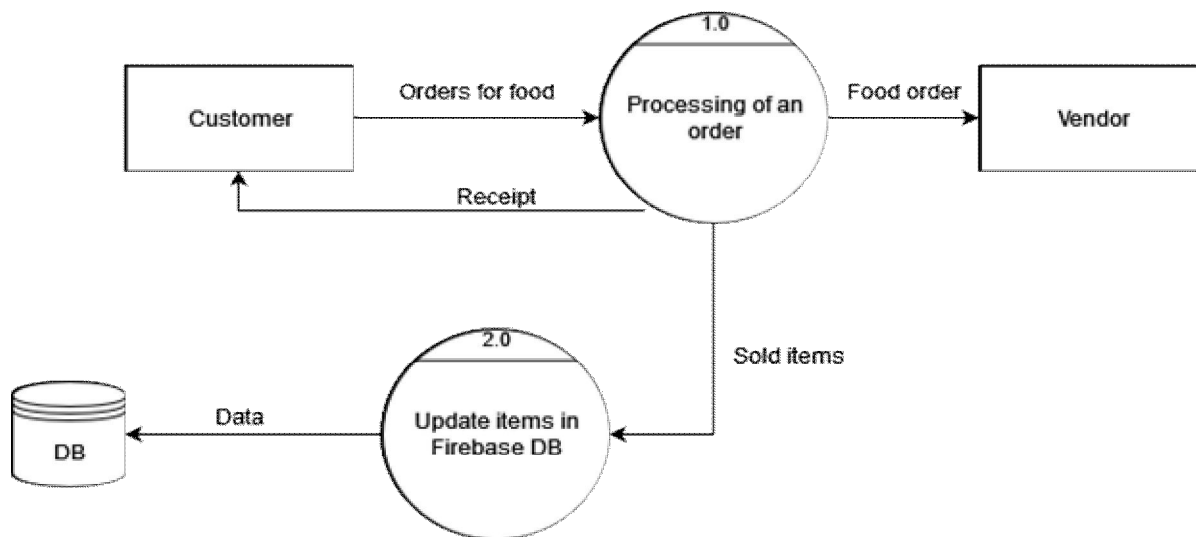 1.0
Customer
Orders for food
Processing of an
order
Food order
Vendor
Receipt
Sold items
2.0
Update items in
Firebase DB
Data
DB